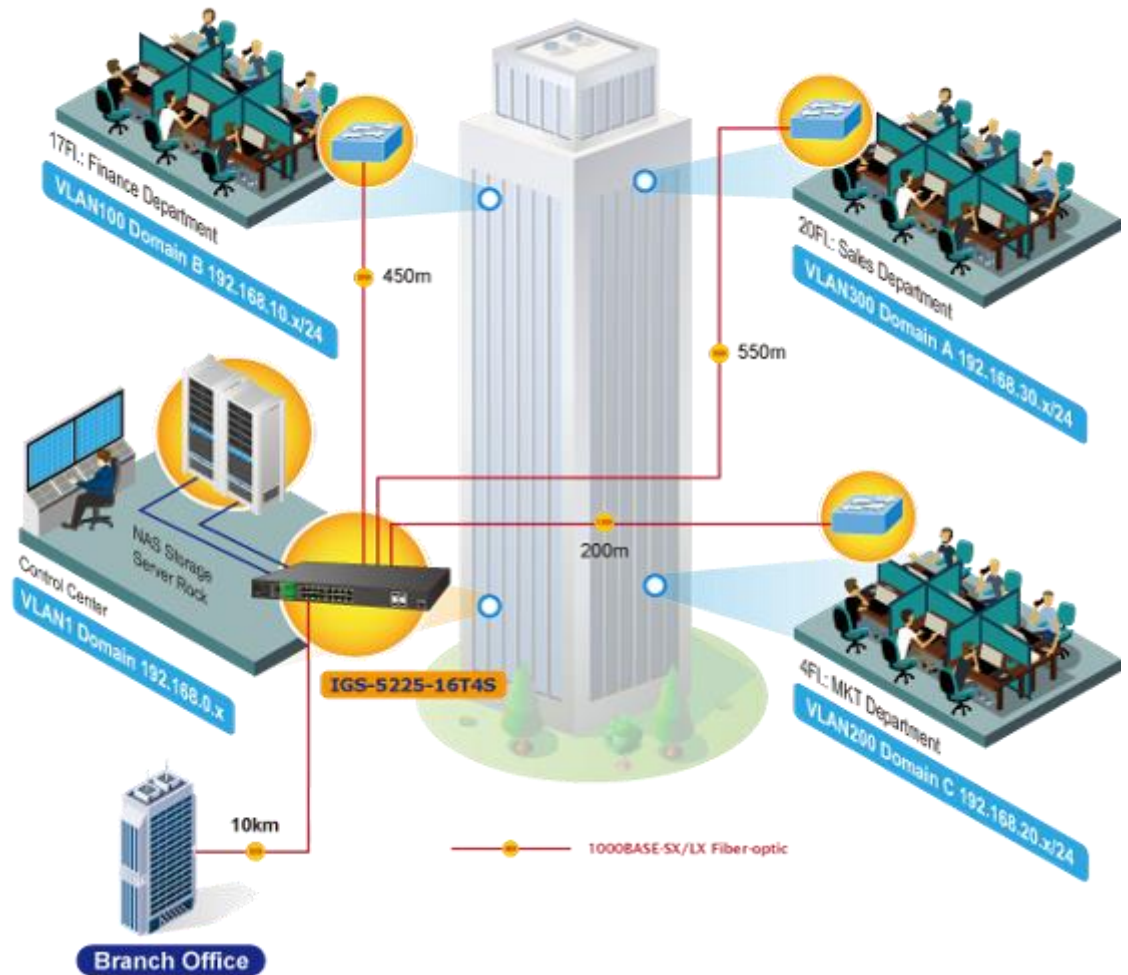 17Fl.: Finance Department
VLAN100 Domain B 192.168.10.x/24
450m
20Fl.: Sales Department
VLAN300 Domain A 192.168.30.x/24
550m
NAS Storage
Server Rock
Control Center
VLAN1 Domain 192.168.0.x
IGS-5225-16T4S
200m
4Fl.: MKT Department
VLAN200 Domain C 192.168.20.x/24
10km
1000BASE-SX/LX Fiber-optic
Branch Office